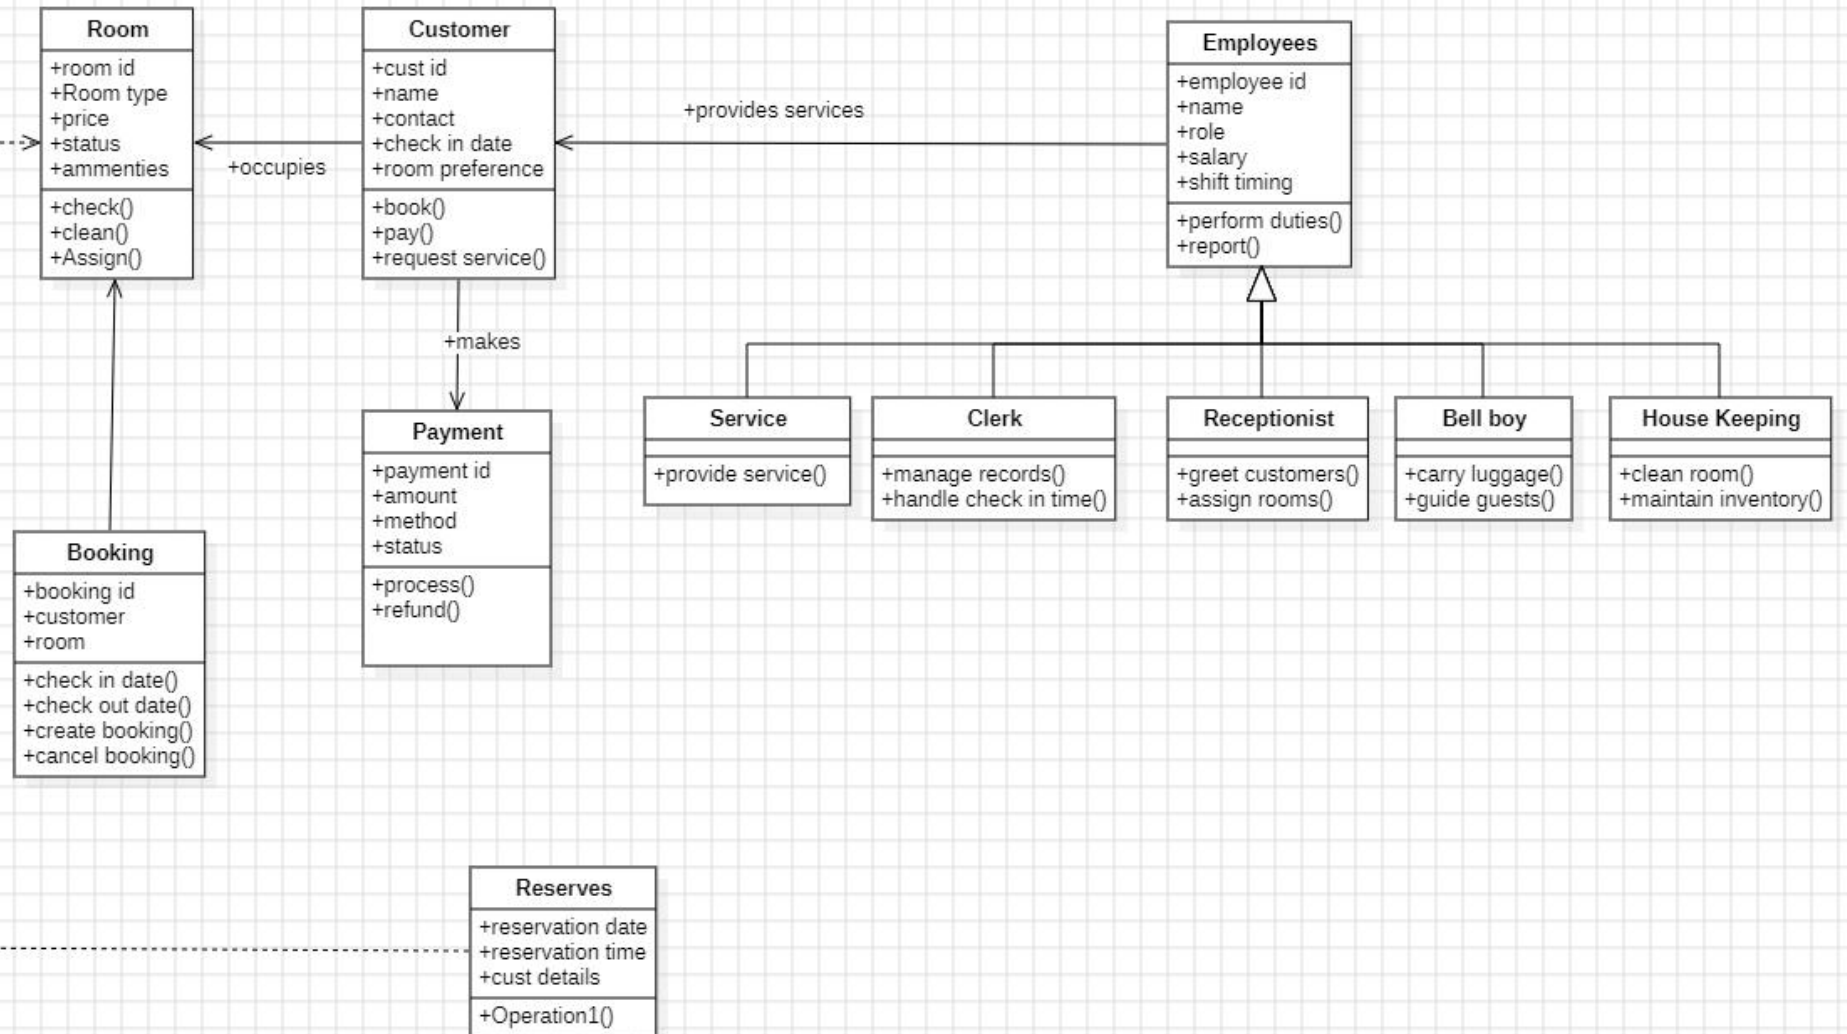 Room
+room id
+Room type
+price
+status
+ammenties
+check()
+clean()
+Assign()
+occupies
Customer
+cust id
+name
+contact
+check in date
+room preference
+book()
+pay()
+request service()
+provides services
Employees
+employee id
+name
+role
+salary
+shift timing
+perform duties()
+report()
+makes
Payment
+payment id
+amount
+method
+status
+process()
+refund()
Service
+provide service()
Clerk
+manage records()
+handle check in time()
Receptionist
+greet customers()
+assign rooms()
Bell boy
+carry luggage()
+guide guests()
House Keeping
+clean room()
+maintain inventory()
Booking
+booking id
+customer
+room
+check in date()
+check out date()
+create booking()
+cancel booking()
Reserves
+reservation date
+reservation time
+cust details
+Operation1()